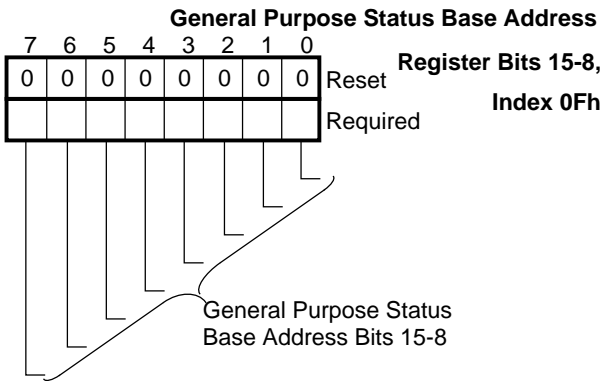 General Purpose Status Base Address
Register Bits 15-8,
Index 0Fh
7 6 5 4 3 2 1 0
0 0 0 0 0 0 0 0 Reset
Required
General Purpose Status
Base Address Bits 15-8